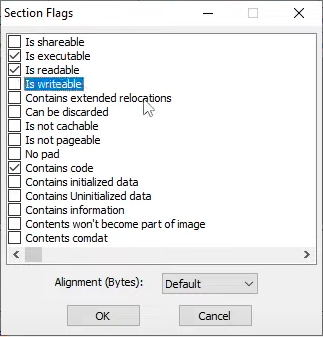 Section Flags
Is shareable
Is executable
Is readable
Is writeable
Contains extended relocations
Can be discarded
Is not cachable
Is not pageable
No pad
Contains code
Contains initialized data
Contains Uninitialized data
Contains information
Contents won't become part of image
Contents comdat
Alignment (Bytes): Default
OK Cancel